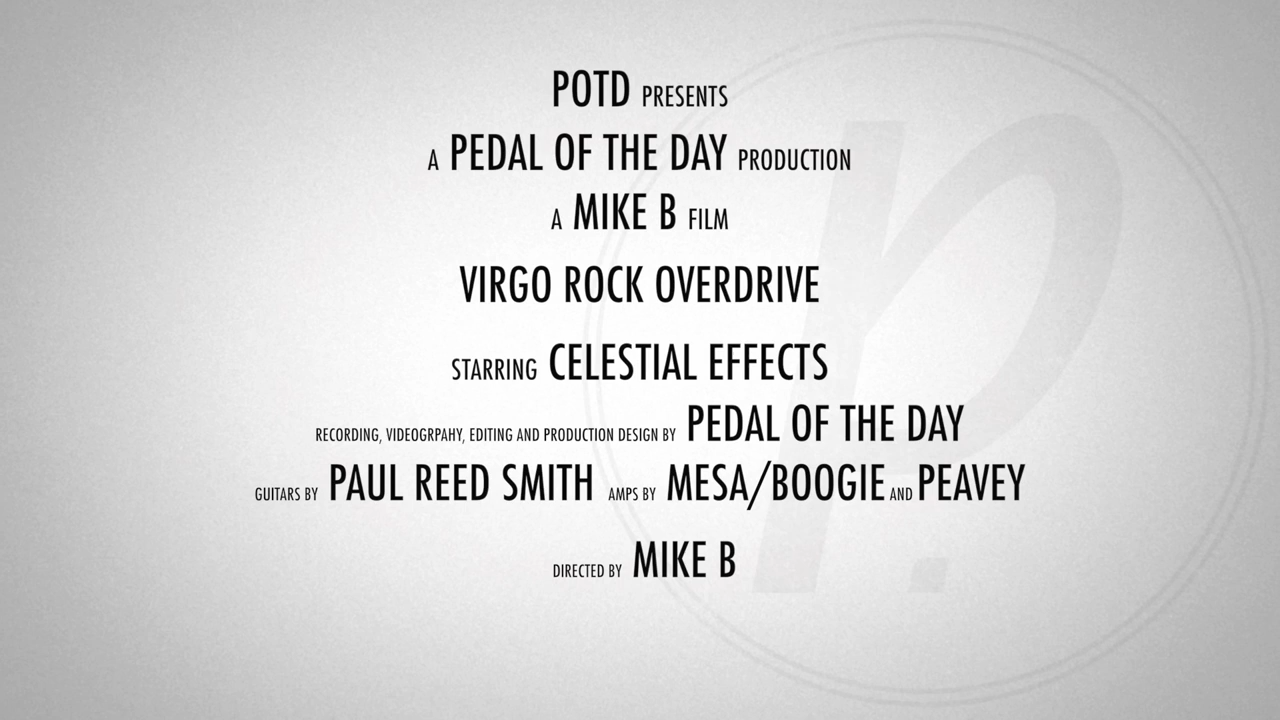 POTD PRESENTS
A PEDAL OF THE DAY PRODUCTION
A MIKE B FILM
VIRGO ROCK OVERDRIVE
STARRING CELESTIAL EFFECTS
RECORDING, VIDEOGRPAHY, EDITING AND PRODUCTION DESIGN BY PEDAL OF THE DAY
GUITARS BY PAUL REED SMITH AMPS BY MESA/BOOGIE AND PEAVEY
DIRECTED BY MIKE B
p.